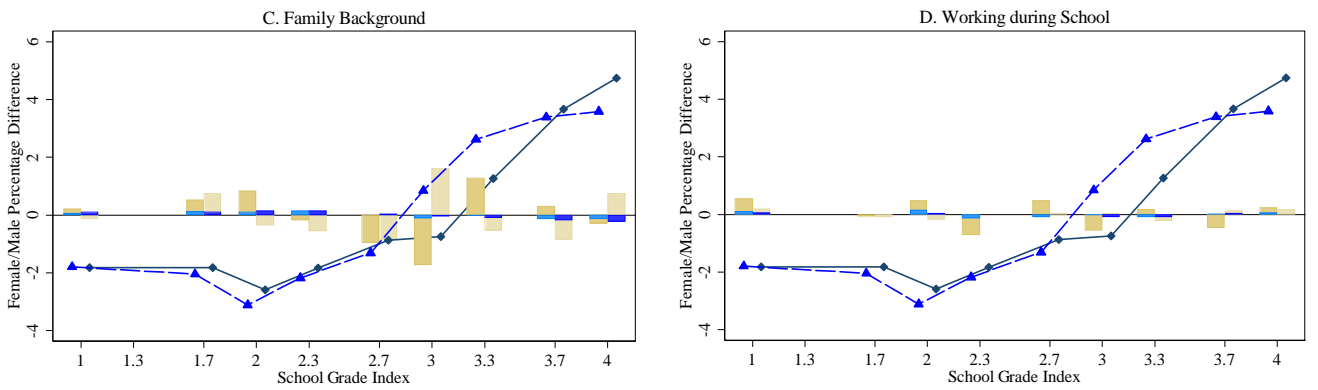 C. Family Background
Female/Male Percentage Difference
6
4
2
0
-2
-4
1 1.3 1.7 2 2.3 2.7 3 3.3 3.7 4
School Grade Index
D. Working during School
Female/Male Percentage Difference
6
4
2
0
-2
-4
1 1.3 1.7 2 2.3 2.7 3 3.3 3.7 4
School Grade Index